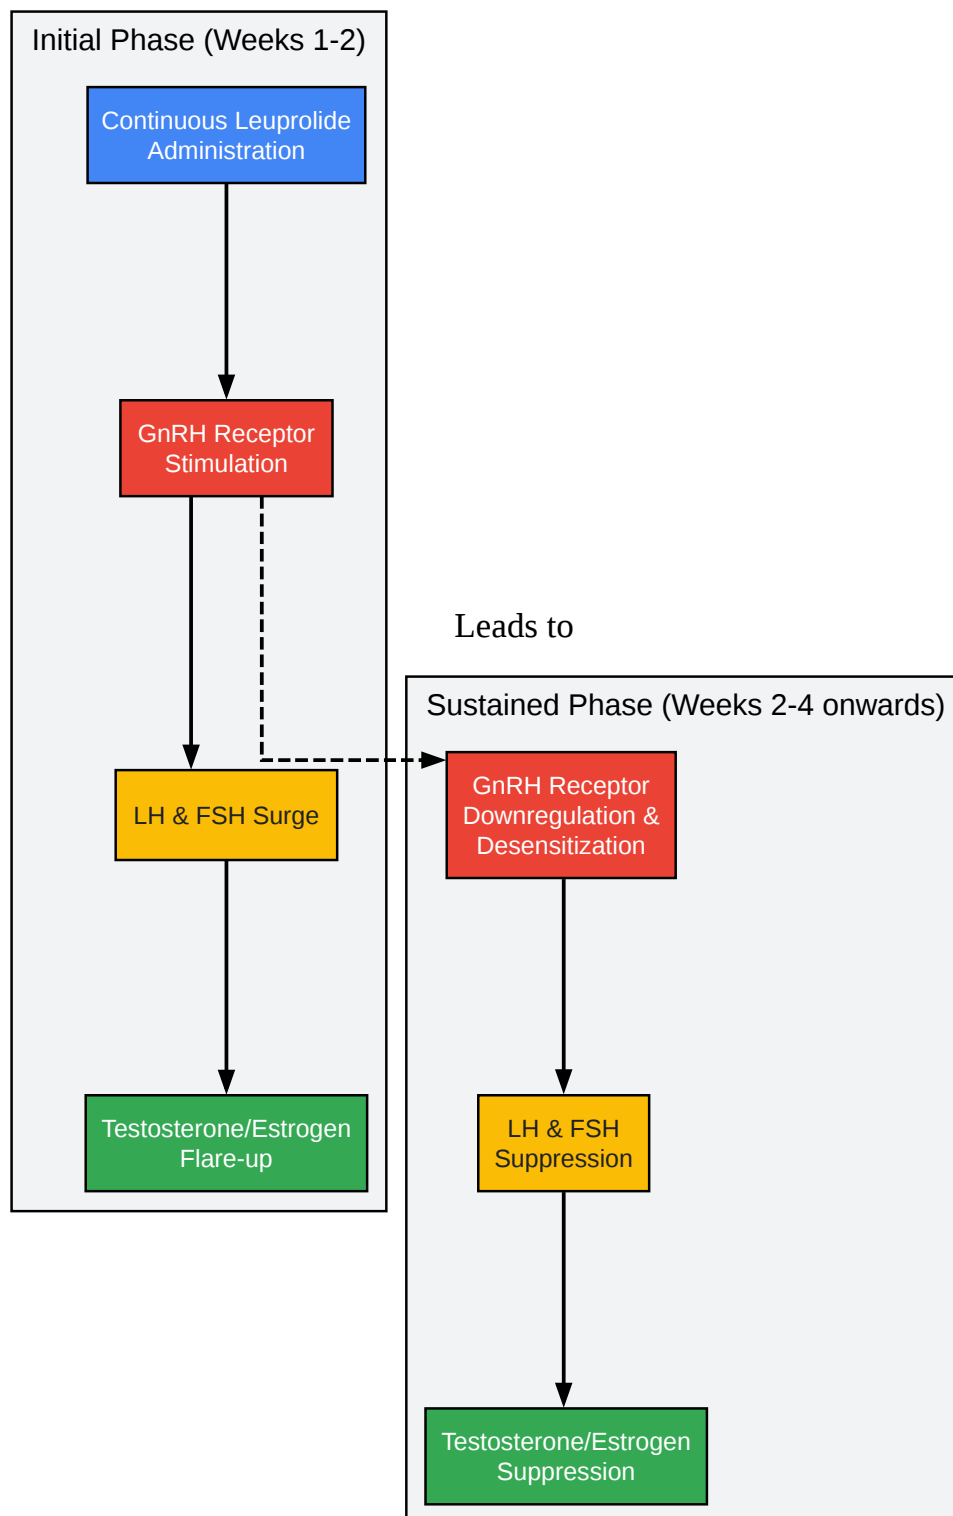 Initial Phase (Weeks 1-2)
Continuous Leuprolide
Administration
GnRH Receptor
Stimulation
LH & FSH Surge
Testosterone/Estrogen
Flare-up
Leads to
Sustained Phase (Weeks 2-4 onwards)
GnRH Receptor
Downregulation &
Desensitization
LH & FSH
Suppression
Testosterone/Estrogen
Suppression